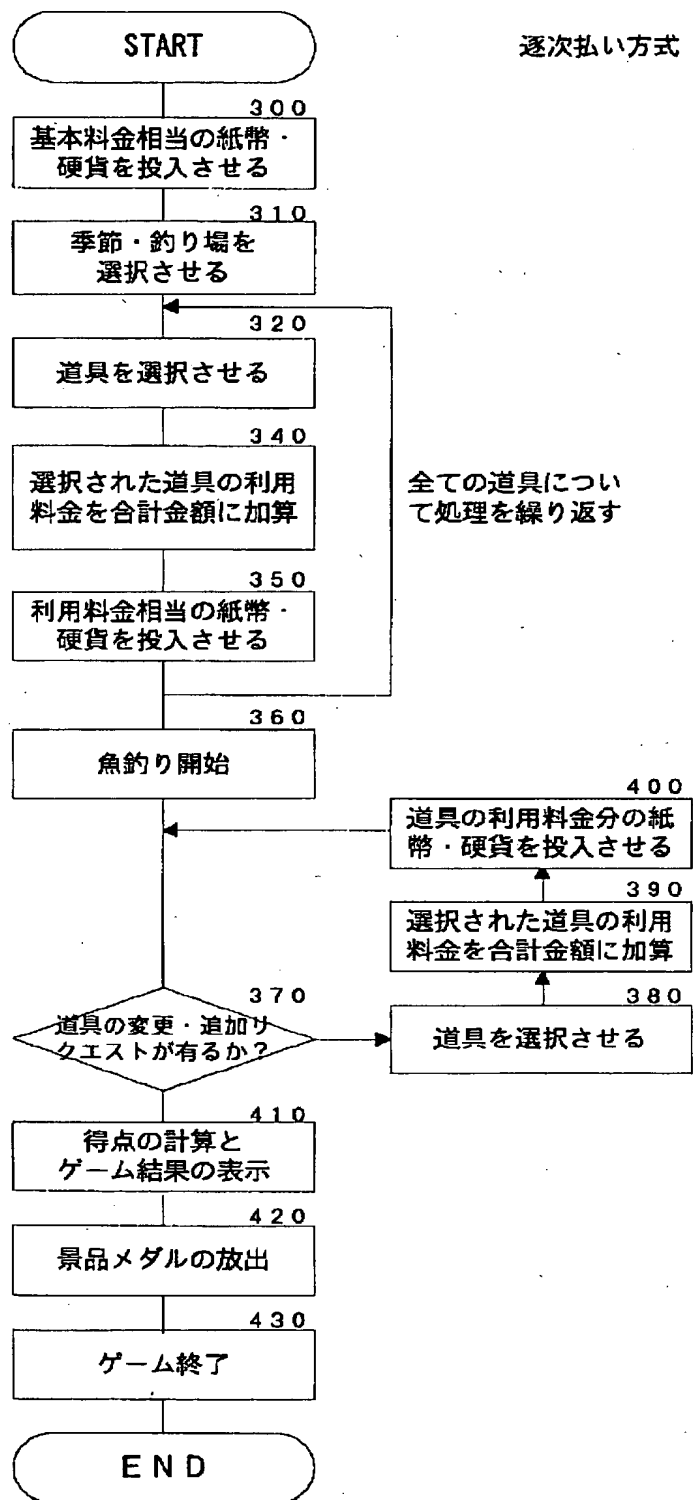 START
逐次払い方式
300
基本料金相当の紙幣・
硬貨を投入させる
310
季節・釣り場を
選択させる
320
道具を選択させる
340
選択された道具の利用
料金を合計金額に加算
全ての道具につい
て処理を繰り返す
350
利用料金相当の紙幣・
硬貨を投入させる
360
魚釣り開始
400
道具の利用料金分の紙
幣・硬貨を投入させる
390
選択された道具の利用
料金を合計金額に加算
380
道具を選択させる
370
道具の変更・追加リ
クエストが有るか?
410
得点の計算と
ゲーム結果の表示
420
景品メダルの放出
430
ゲーム終了
END